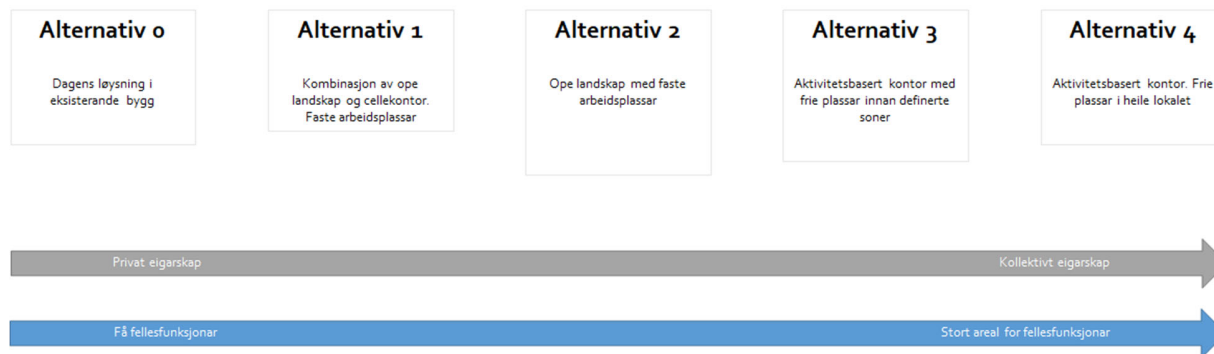 Alternativ 0
Dagens løysning i
eksisterande bygg
Alternativ 1
Kombinasjon av ope
landskap og cellekontor.
Faste arbeidsplassar
Alternativ 2
Ope landskap med faste
arbeidsplassar
Alternativ 3
Aktivitetsbasert kontor med
frie plassar innan definerte
soner
Alternativ 4
Aktivitetsbasert kontor. Frie
plassar i heile lokalet
Privat eigarskap
Kollektivt eigarskap
Få fellesfunksjonar
Stort areal for fellesfunksjonar